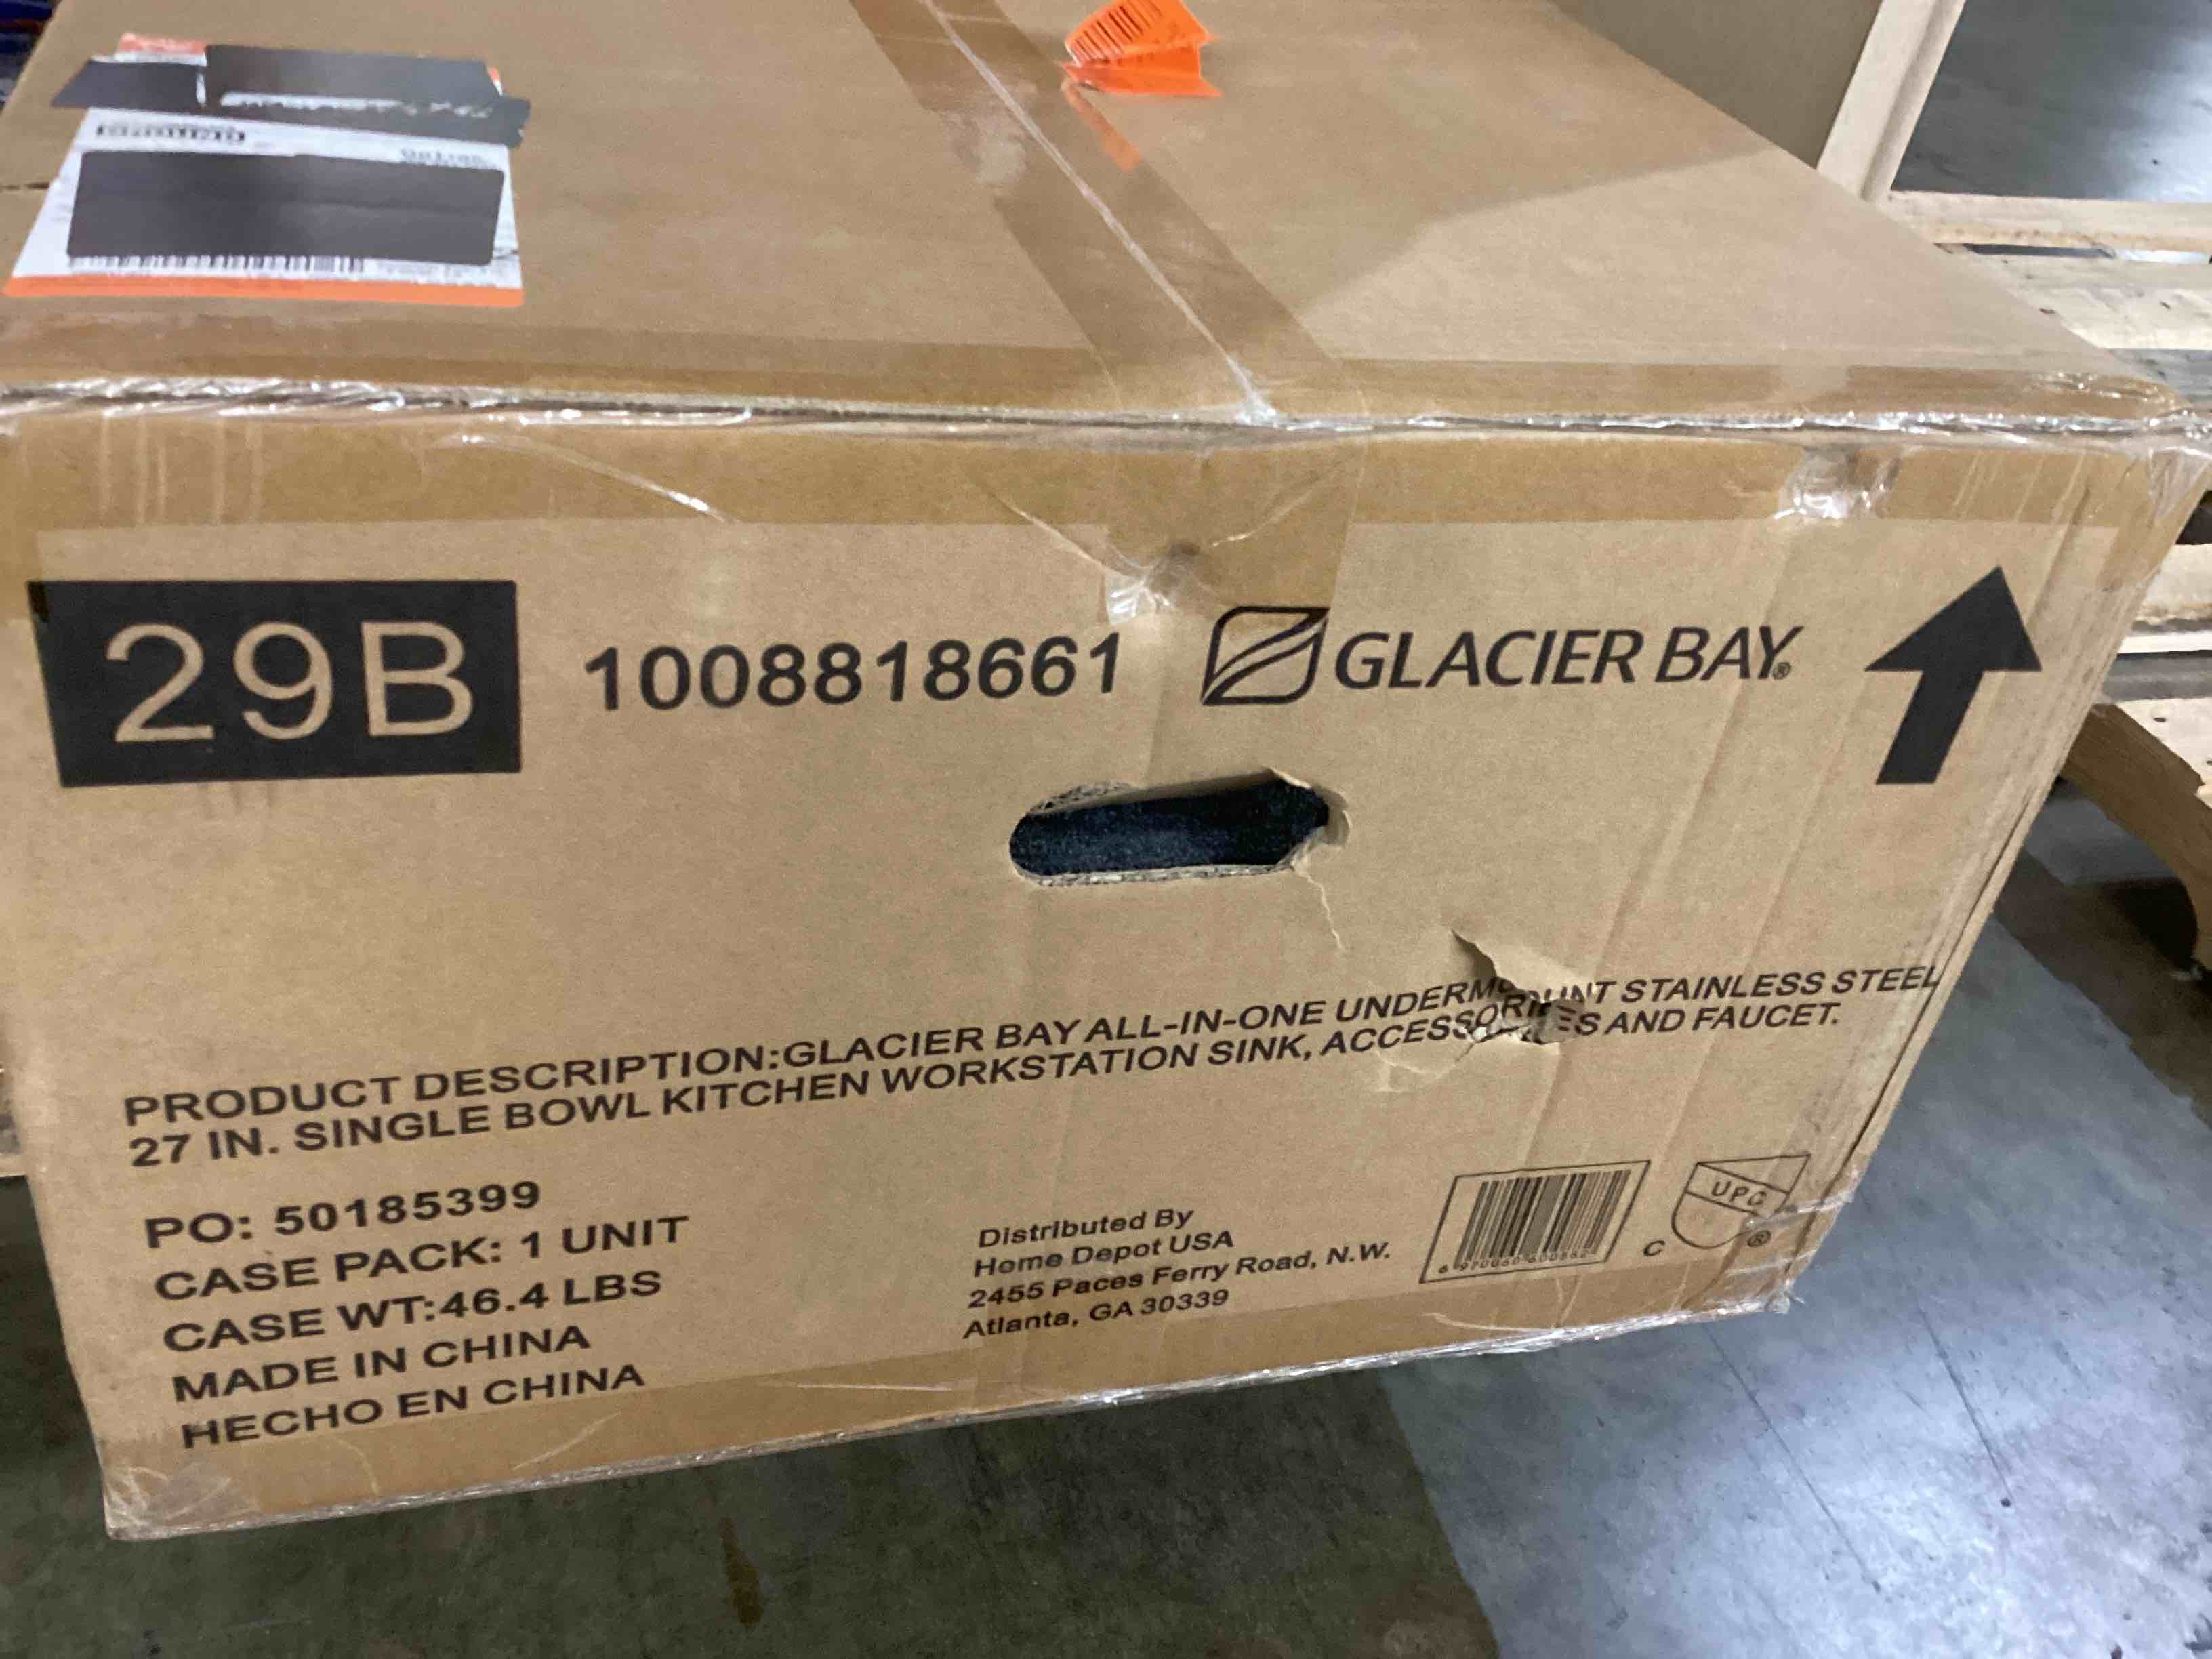 29B
1008818661
GLACIER BAY®
PRODUCT DESCRIPTION:GLACIER BAY ALL-IN-ONE UNDERMOUNT STAINLESS STEEL
27 IN. SINGLE BOWL KITCHEN WORKSTATION SINK, ACCESSORIES AND FAUCET.
PO: 50185399
CASE PACK: 1 UNIT
CASE WT:46.4 LBS
MADE IN CHINA
HECHO EN CHINA
Distributed By
Home Depot USA
2455 Paces Ferry Road, N.W.
Atlanta, GA 30339
C UPC ®